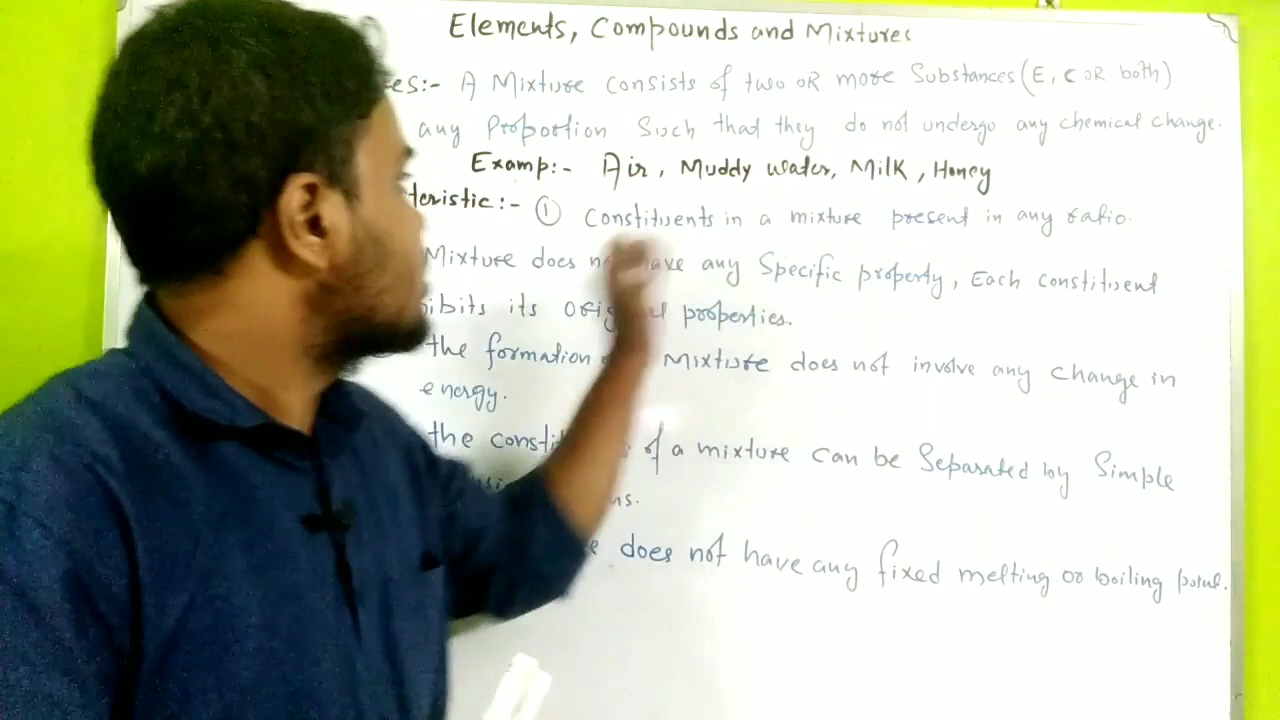 Elements, Compounds and Mixtures
es:- A Mixture consists of two OR more Substances (E, C OR both)
any Proportion Such that they do not undergo any chemical change.
Examp:- Air, Muddy water, Milk, Honey
teristic:- ① Constituents in a mixture present in any ratio.
Mixture does any Specific property, Each constituent
ibits its properties.
the formation Mixture does not involve any change in
energy.
the of a mixture can be Separated by Simple
ns.
e does not have any fixed melting or boiling point.